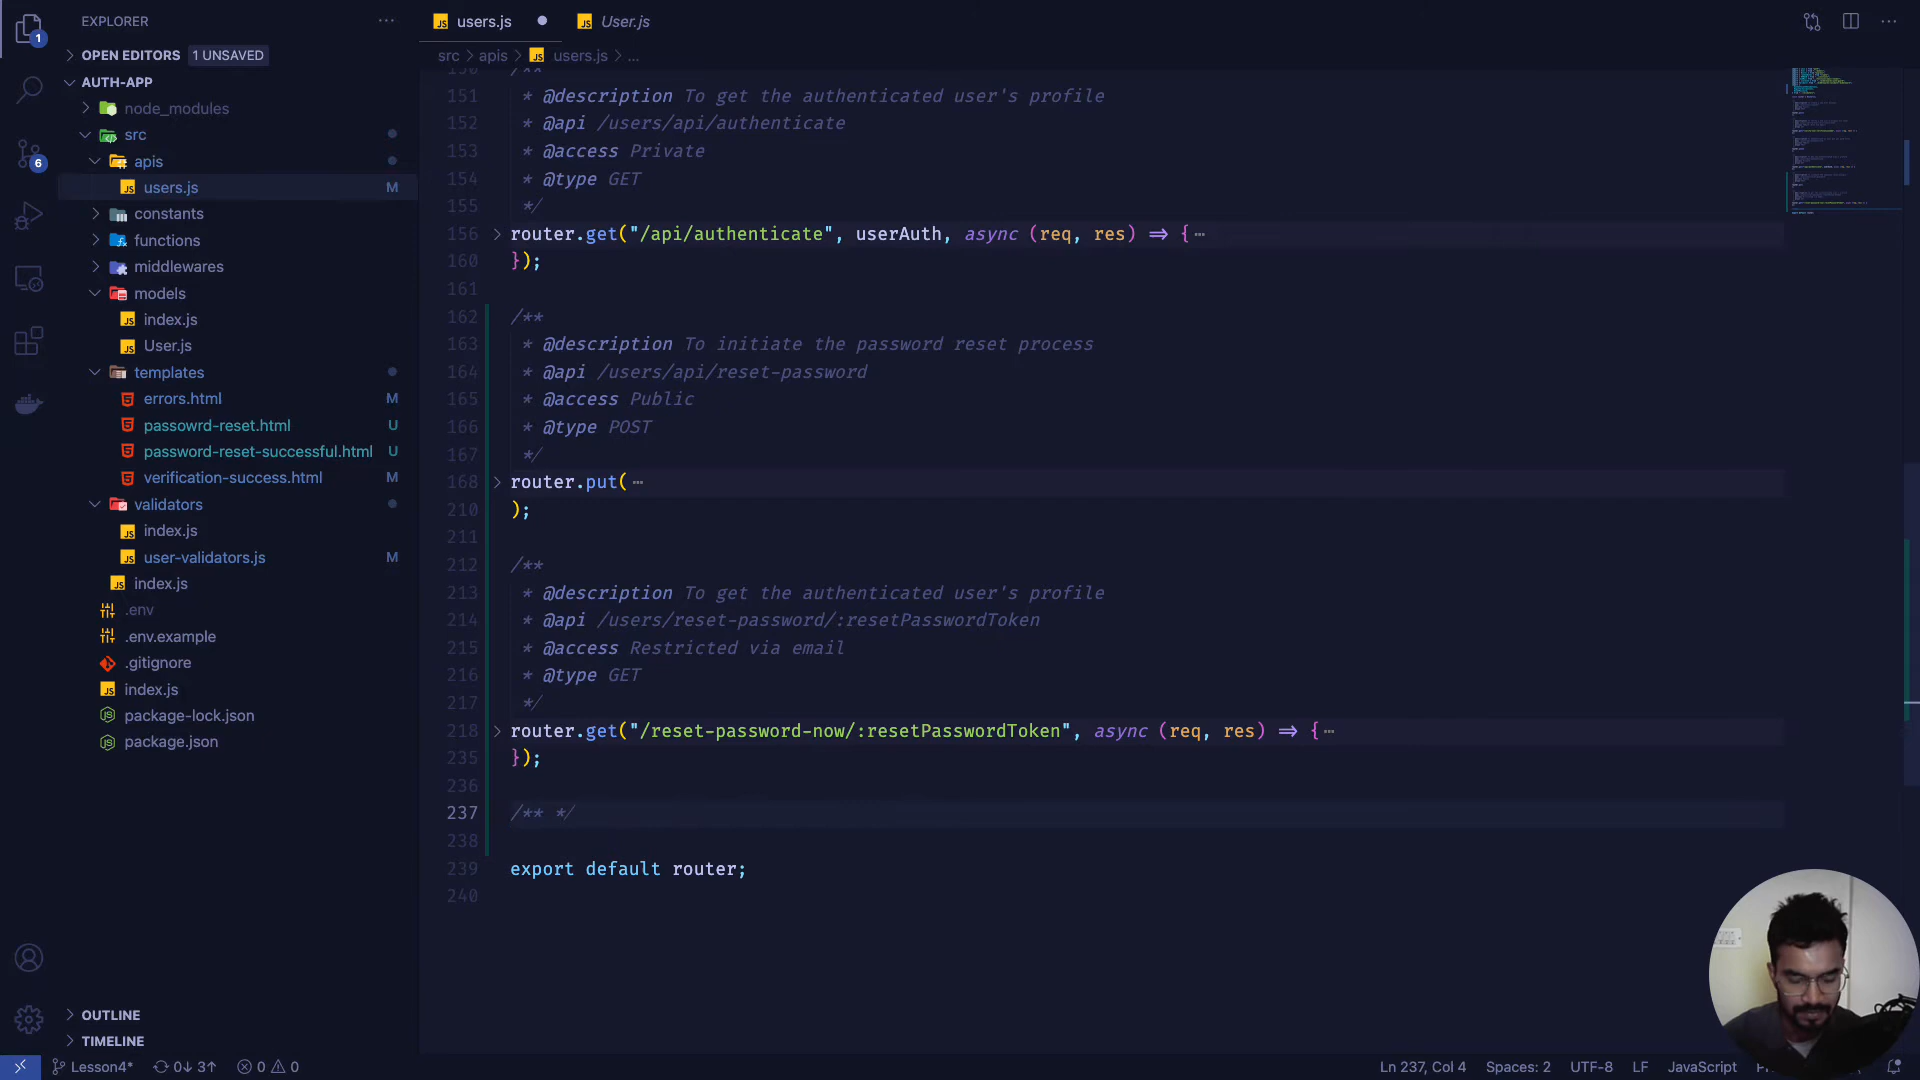 EXPLORER
OPEN EDITORS 1 UNSAVED
AUTH-APP
node_modules
src
apis
users.js M
constants
functions
middlewares
models
index.js
User.js
templates
errors.html M
passowrd-reset.html U
password-reset-successful.html U
verification-success.html M
validators
index.js
user-validators.js M
index.js
.env
.env.example
.gitignore
index.js
package-lock.json
package.json
OUTLINE
TIMELINE
1
6
users.js
User.js
src > apis > users.js > ...
150 /**
151 * @description To get the authenticated user's profile
152 * @api /users/api/authenticate
153 * @access Private
154 * @type GET
155 */
156 router.get("/api/authenticate", userAuth, async (req, res) => {⋯
160 });
161
162 /**
163 * @description To initiate the password reset process
164 * @api /users/api/reset-password
165 * @access Public
166 * @type POST
167 */
168 router.put(⋯
210 );
211
212 /**
213 * @description To get the authenticated user's profile
214 * @api /users/reset-password/:resetPasswordToken
215 * @access Restricted via email
216 * @type GET
217 */
218 router.get("/reset-password-now/:resetPasswordToken", async (req, res) => {⋯
235 });
236
237 /** */
238
239 export default router;
240
Lesson4* 0↓ 3↑ 0 0
Ln 237, Col 4 Spaces: 2 UTF-8 LF JavaScript